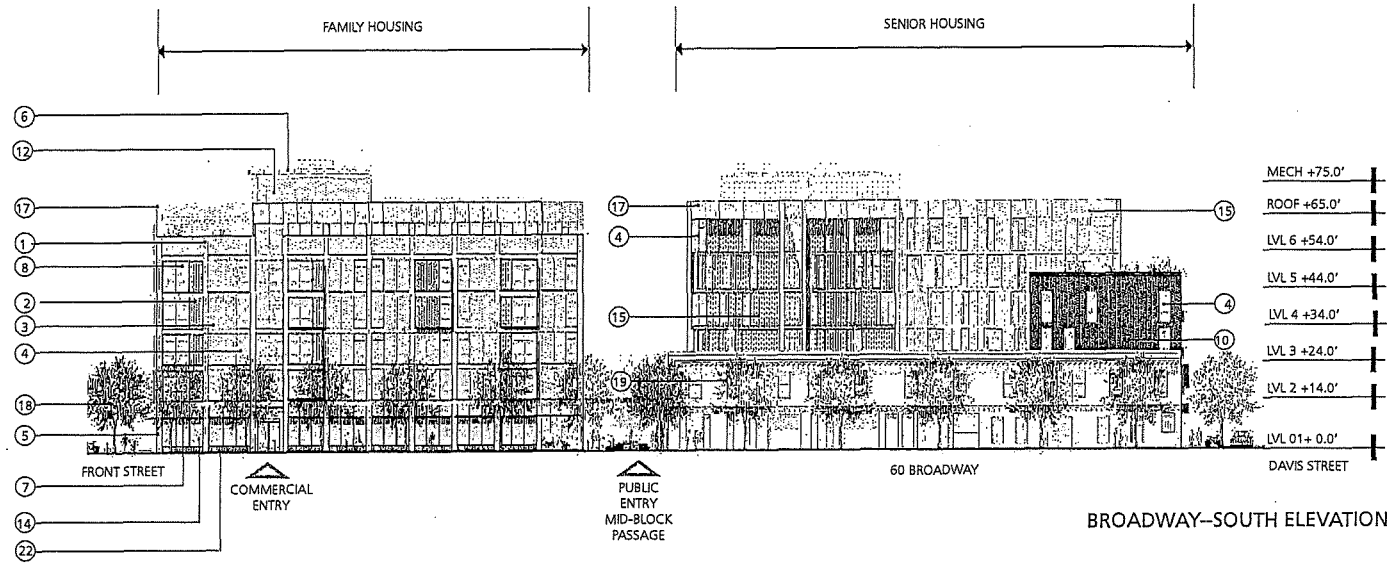 FAMILY HOUSING
SENIOR HOUSING
6
12
17
1
8
2
3
4
18
5
7
14
22
17
4
15
19
15
4
10
MECH +75.0'
ROOF +65.0'
LVL 6 +54.0'
LVL 5 +44.0'
LVL 4 +34.0'
LVL 3 +24.0'
LVL 2 +14.0'
LVL 01+ 0.0'
FRONT STREET
COMMERCIAL
ENTRY
PUBLIC
ENTRY
MID-BLOCK
PASSAGE
60 BROADWAY
DAVIS STREET
BROADWAY--SOUTH ELEVATION